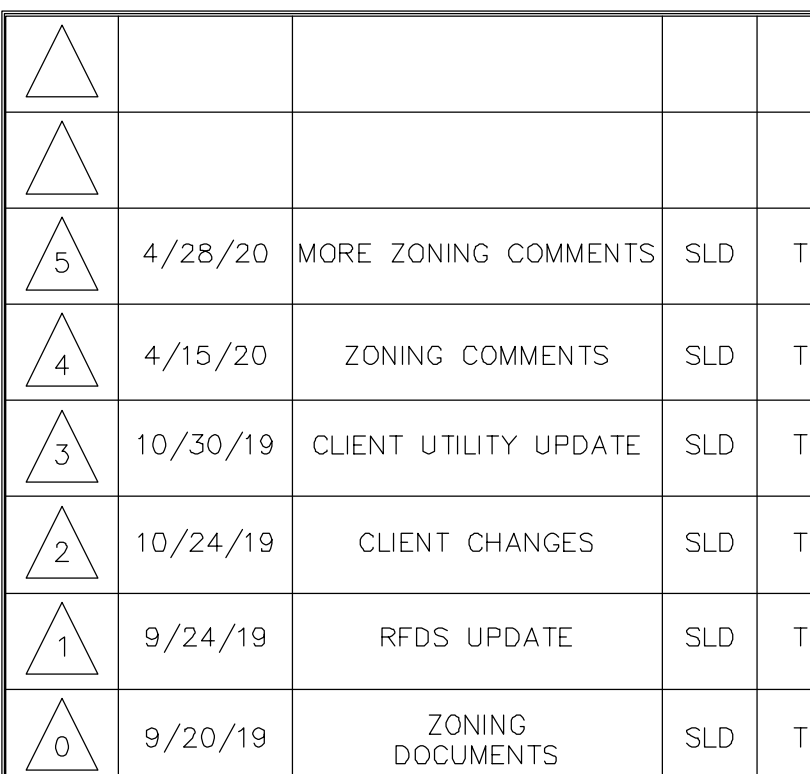 5 4/28/20 MORE ZONING COMMENTS SLD T
4 4/15/20 ZONING COMMENTS SLD T
3 10/30/19 CLIENT UTILITY UPDATE SLD T
2 10/24/19 CLIENT CHANGES SLD T
1 9/24/19 RFDS UPDATE SLD T
0 9/20/19 ZONING
DOCUMENTS SLD T